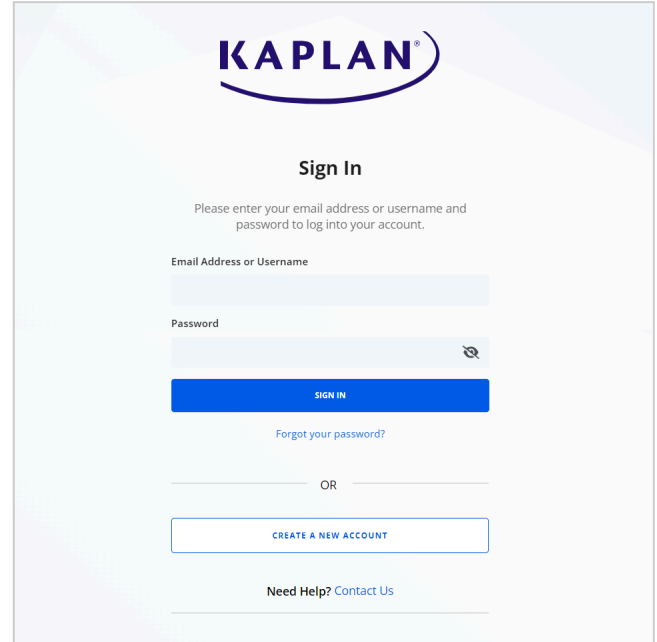 KAPLAN®
Sign In
Please enter your email address or username and
password to log into your account.
Email Address or Username
Password
SIGN IN
Forgot your password?
OR
CREATE A NEW ACCOUNT
Need Help? Contact Us